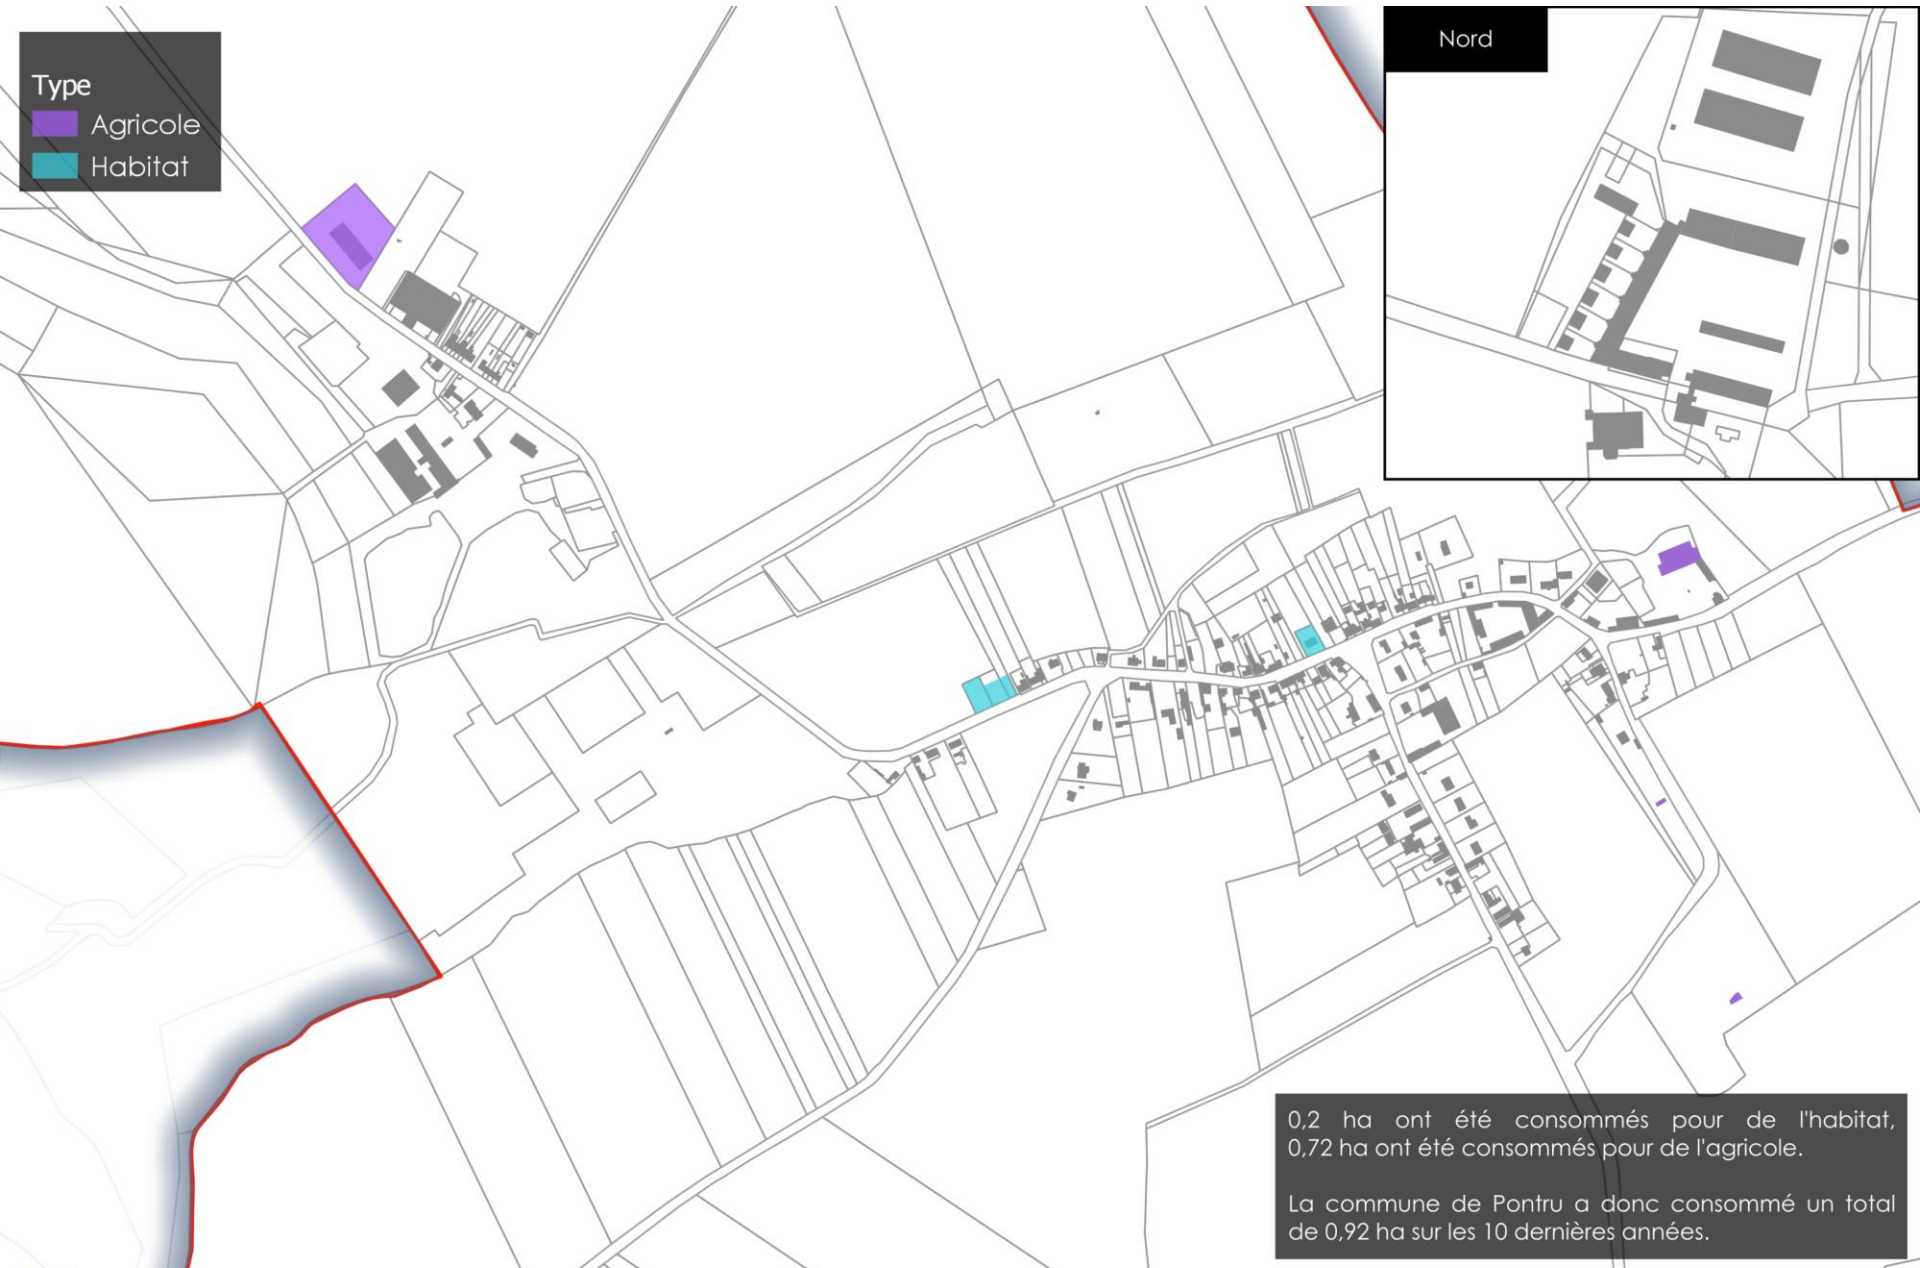 Type
Agricole
Habitat
Nord
0,2 ha ont été consommés pour de l'habitat,
0,72 ha ont été consommés pour de l'agricole.
La commune de Pontru a donc consommé un total
de 0,92 ha sur les 10 dernières années.